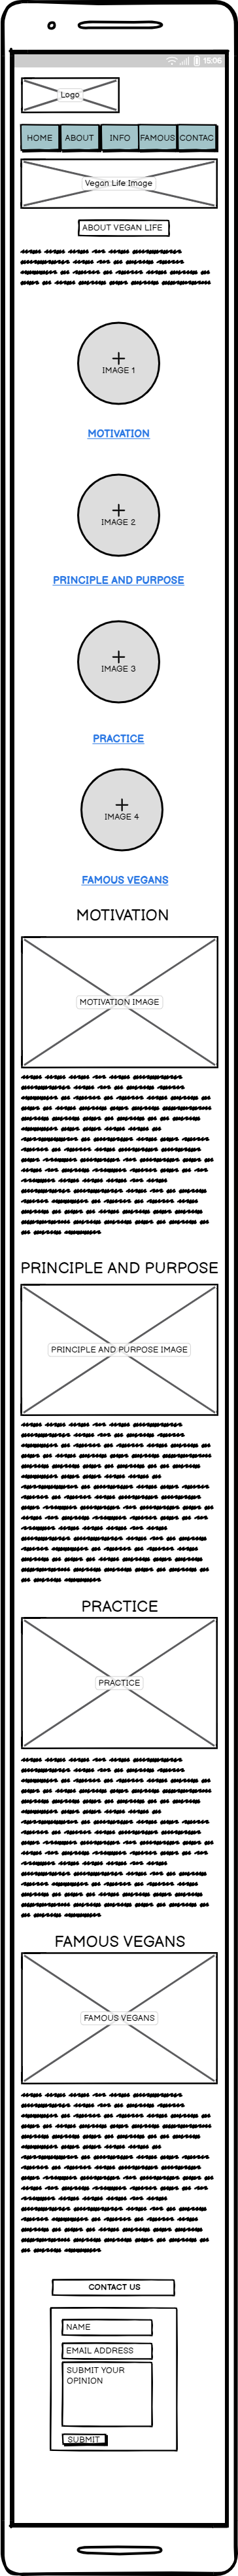 15:06
Logo
HOME ABOUT INFO FAMOUS CONTAC
Vegan Life Image
ABOUT VEGAN LIFE
IMAGE 1
MOTIVATION
IMAGE 2
PRINCIPLE AND PURPOSE
IMAGE 3
PRACTICE
IMAGE 4
FAMOUS VEGANS
MOTIVATION
MOTIVATION IMAGE
PRINCIPLE AND PURPOSE
PRINCIPLE AND PURPOSE IMAGE
PRACTICE
PRACTICE
FAMOUS VEGANS
FAMOUS VEGANS
CONTACT US
NAME
EMAIL ADDRESS
SUBMIT YOUR
OPINION
SUBMIT